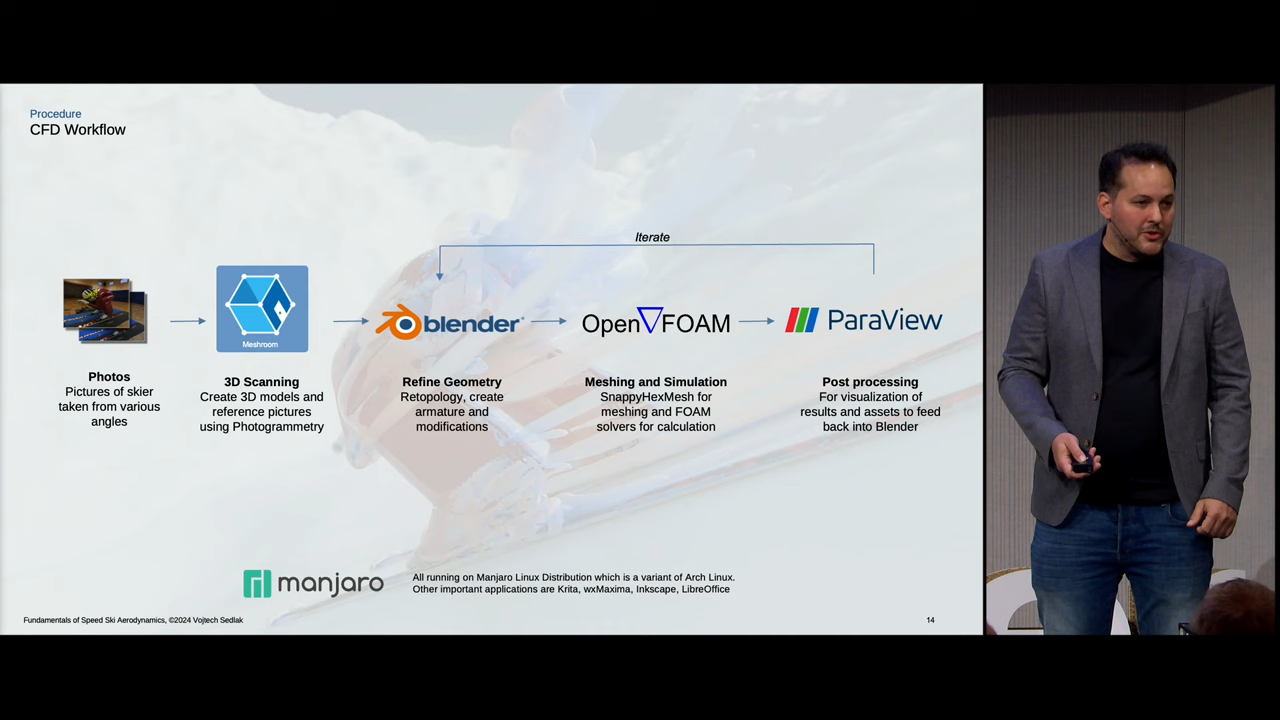 Procedure
CFD Workflow
Iterate
Meshroom
blender
OpenFOAM
ParaView
Photos
Pictures of skier
taken from various
angles
3D Scanning
Create 3D models and
reference pictures
using Photogrammetry
Refine Geometry
Retopology, create
armature and
modifications
Meshing and Simulation
SnappyHexMesh for
meshing and FOAM
solvers for calculation
Post processing
For visualization of
results and assets to feed
back into Blender
manjaro
All running on Manjaro Linux Distribution which is a variant of Arch Linux.
Other important applications are Krita, wxMaxima, Inkscape, LibreOffice
Fundamentals of Speed Ski Aerodynamics, ©2024 Vojtech Sedlak
14